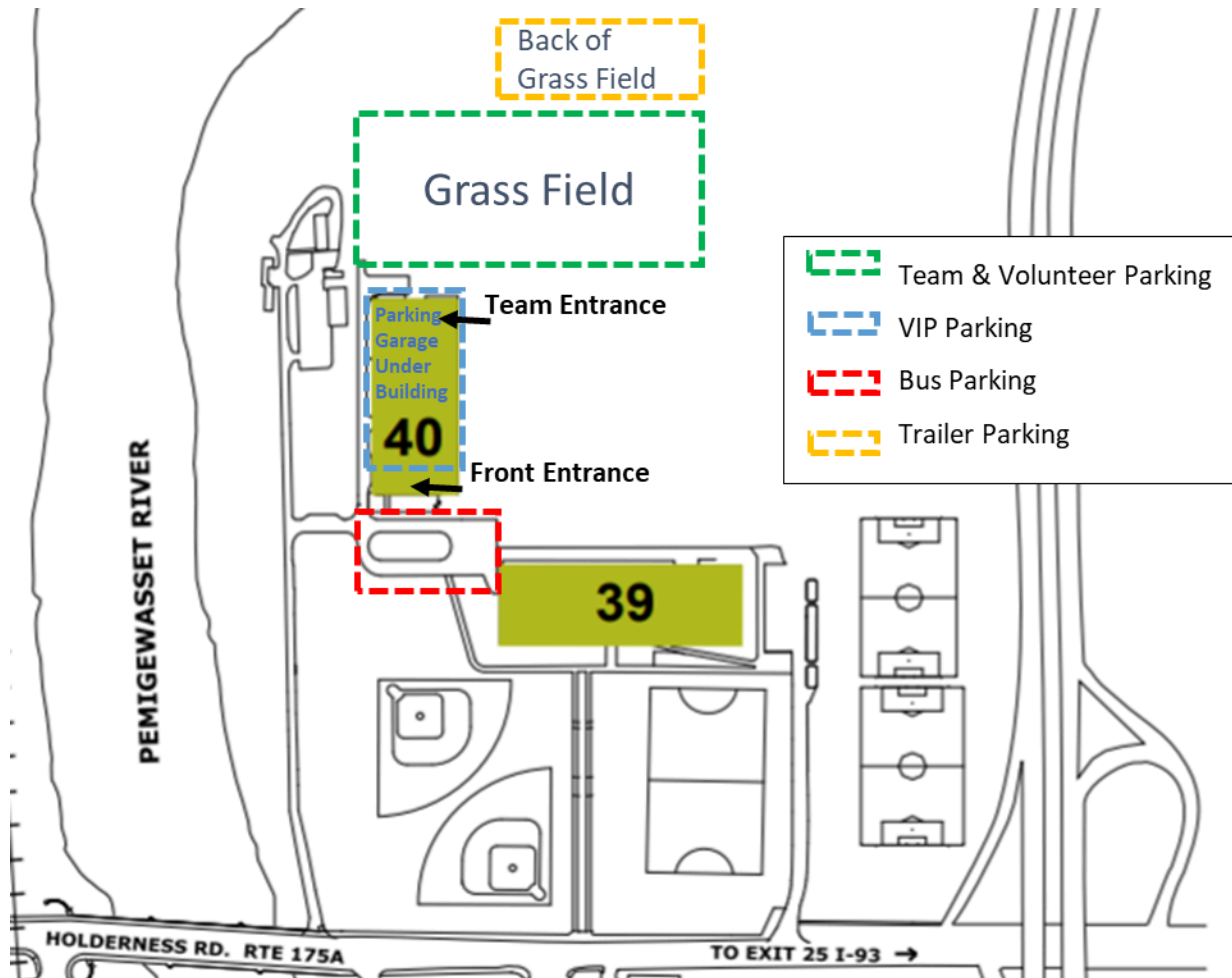 Back of
Grass Field
Grass Field
Team & Volunteer Parking
VIP Parking
Bus Parking
Trailer Parking
Team Entrance
Parking
Garage
Under
Building
40
Front Entrance
39
PEMIGEWASSET RIVER
HOLDERNESS RD. RTE 175A
TO EXIT 25 I-93 →